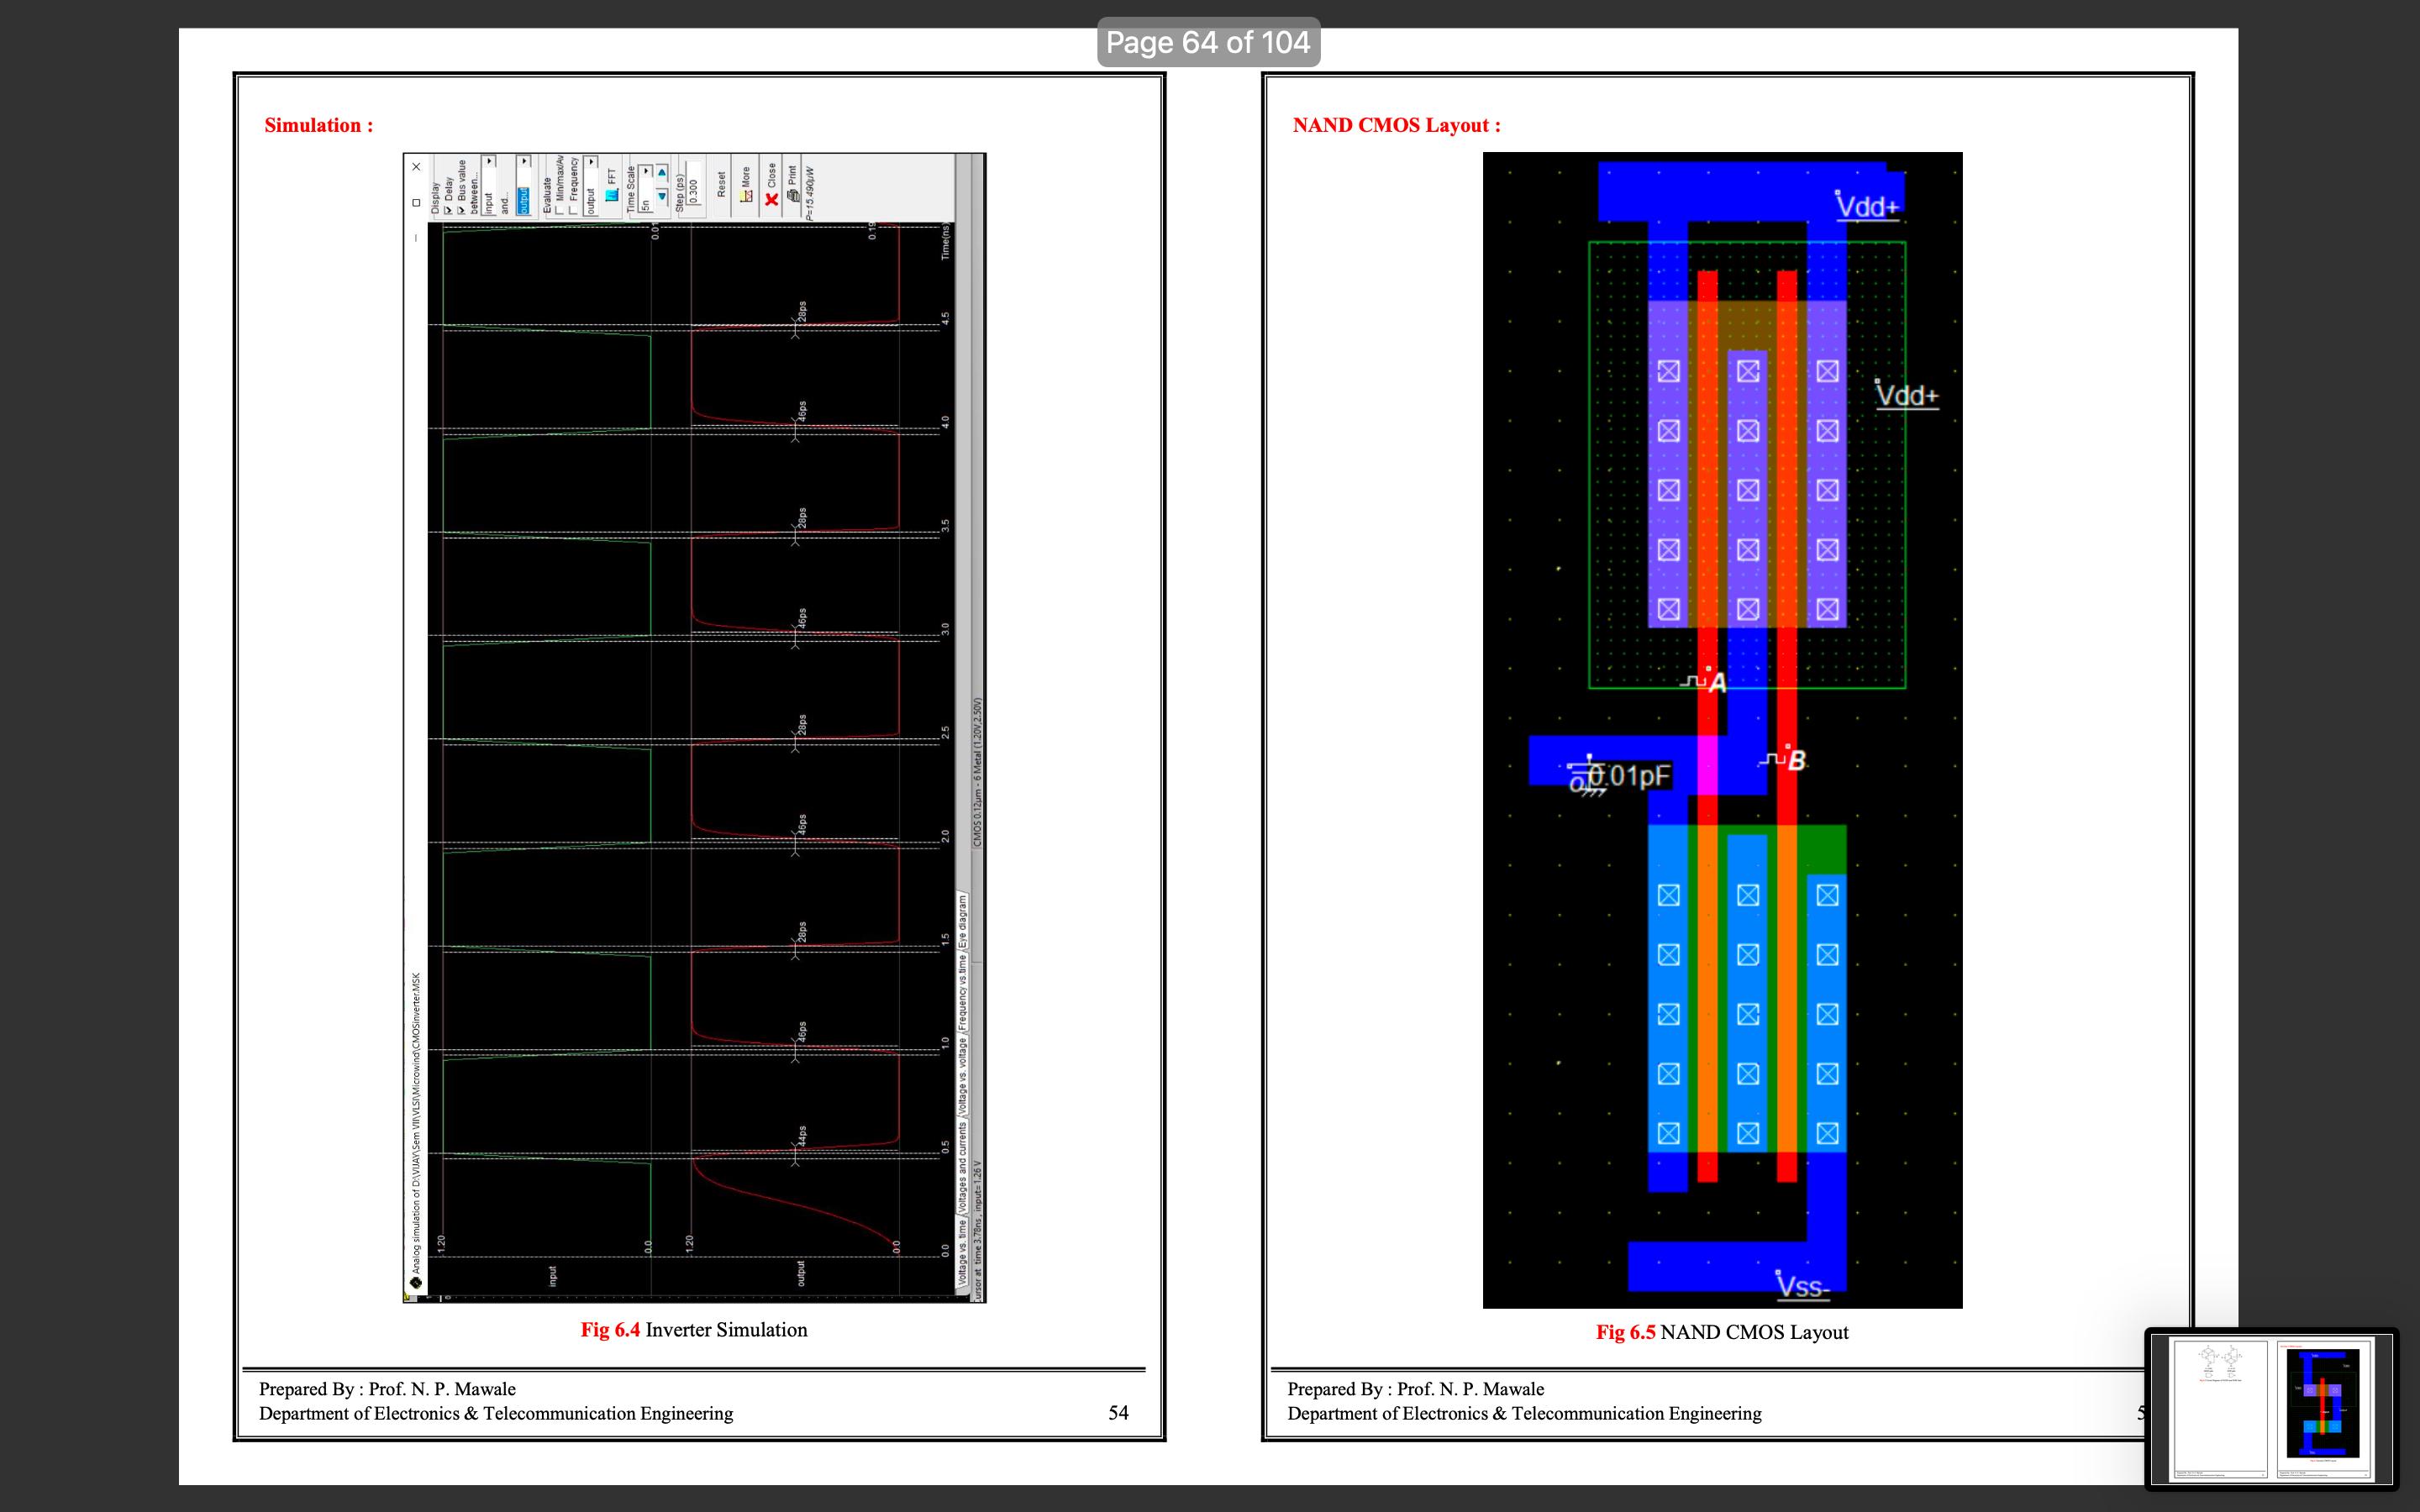 Page 64 of 104
Simulation :
Analog simulation of D:\VIJAY\Sem VII\VLSI\Microwind\CMOSinverter.MSK
Display
Delay
Bus value
between...
input
and...
output
Evaluate
Min/max/Av
Frequency
output
FFT
Time Scale
5n
Step (ps)
0.300
Reset
More
Close
Print
P=15.490µW
1.20
input
0.0
0.01
1.20
output
0.0
0.19
44ps
46ps
28ps
46ps
28ps
46ps
28ps
46ps
28ps
0.0
0.5
1.0
1.5
2.0
2.5
3.0
3.5
4.0
4.5
Time(ns)
Voltage vs. time
Voltages and currents
Voltage vs. voltage
Frequency vs.time
Eye diagram
ursor at time 3.78ns , input= 1.26 V
CMOS 0.12µm - 6 Metal (1.20V,2.50V)
Fig 6.4 Inverter Simulation
Prepared By : Prof. N. P. Mawale
Department of Electronics & Telecommunication Engineering
54
NAND CMOS Layout :
Vdd+
Vdd+
A
B
0.01pF
Vss-
Fig 6.5 NAND CMOS Layout
Prepared By : Prof. N. P. Mawale
Department of Electronics & Telecommunication Engineering